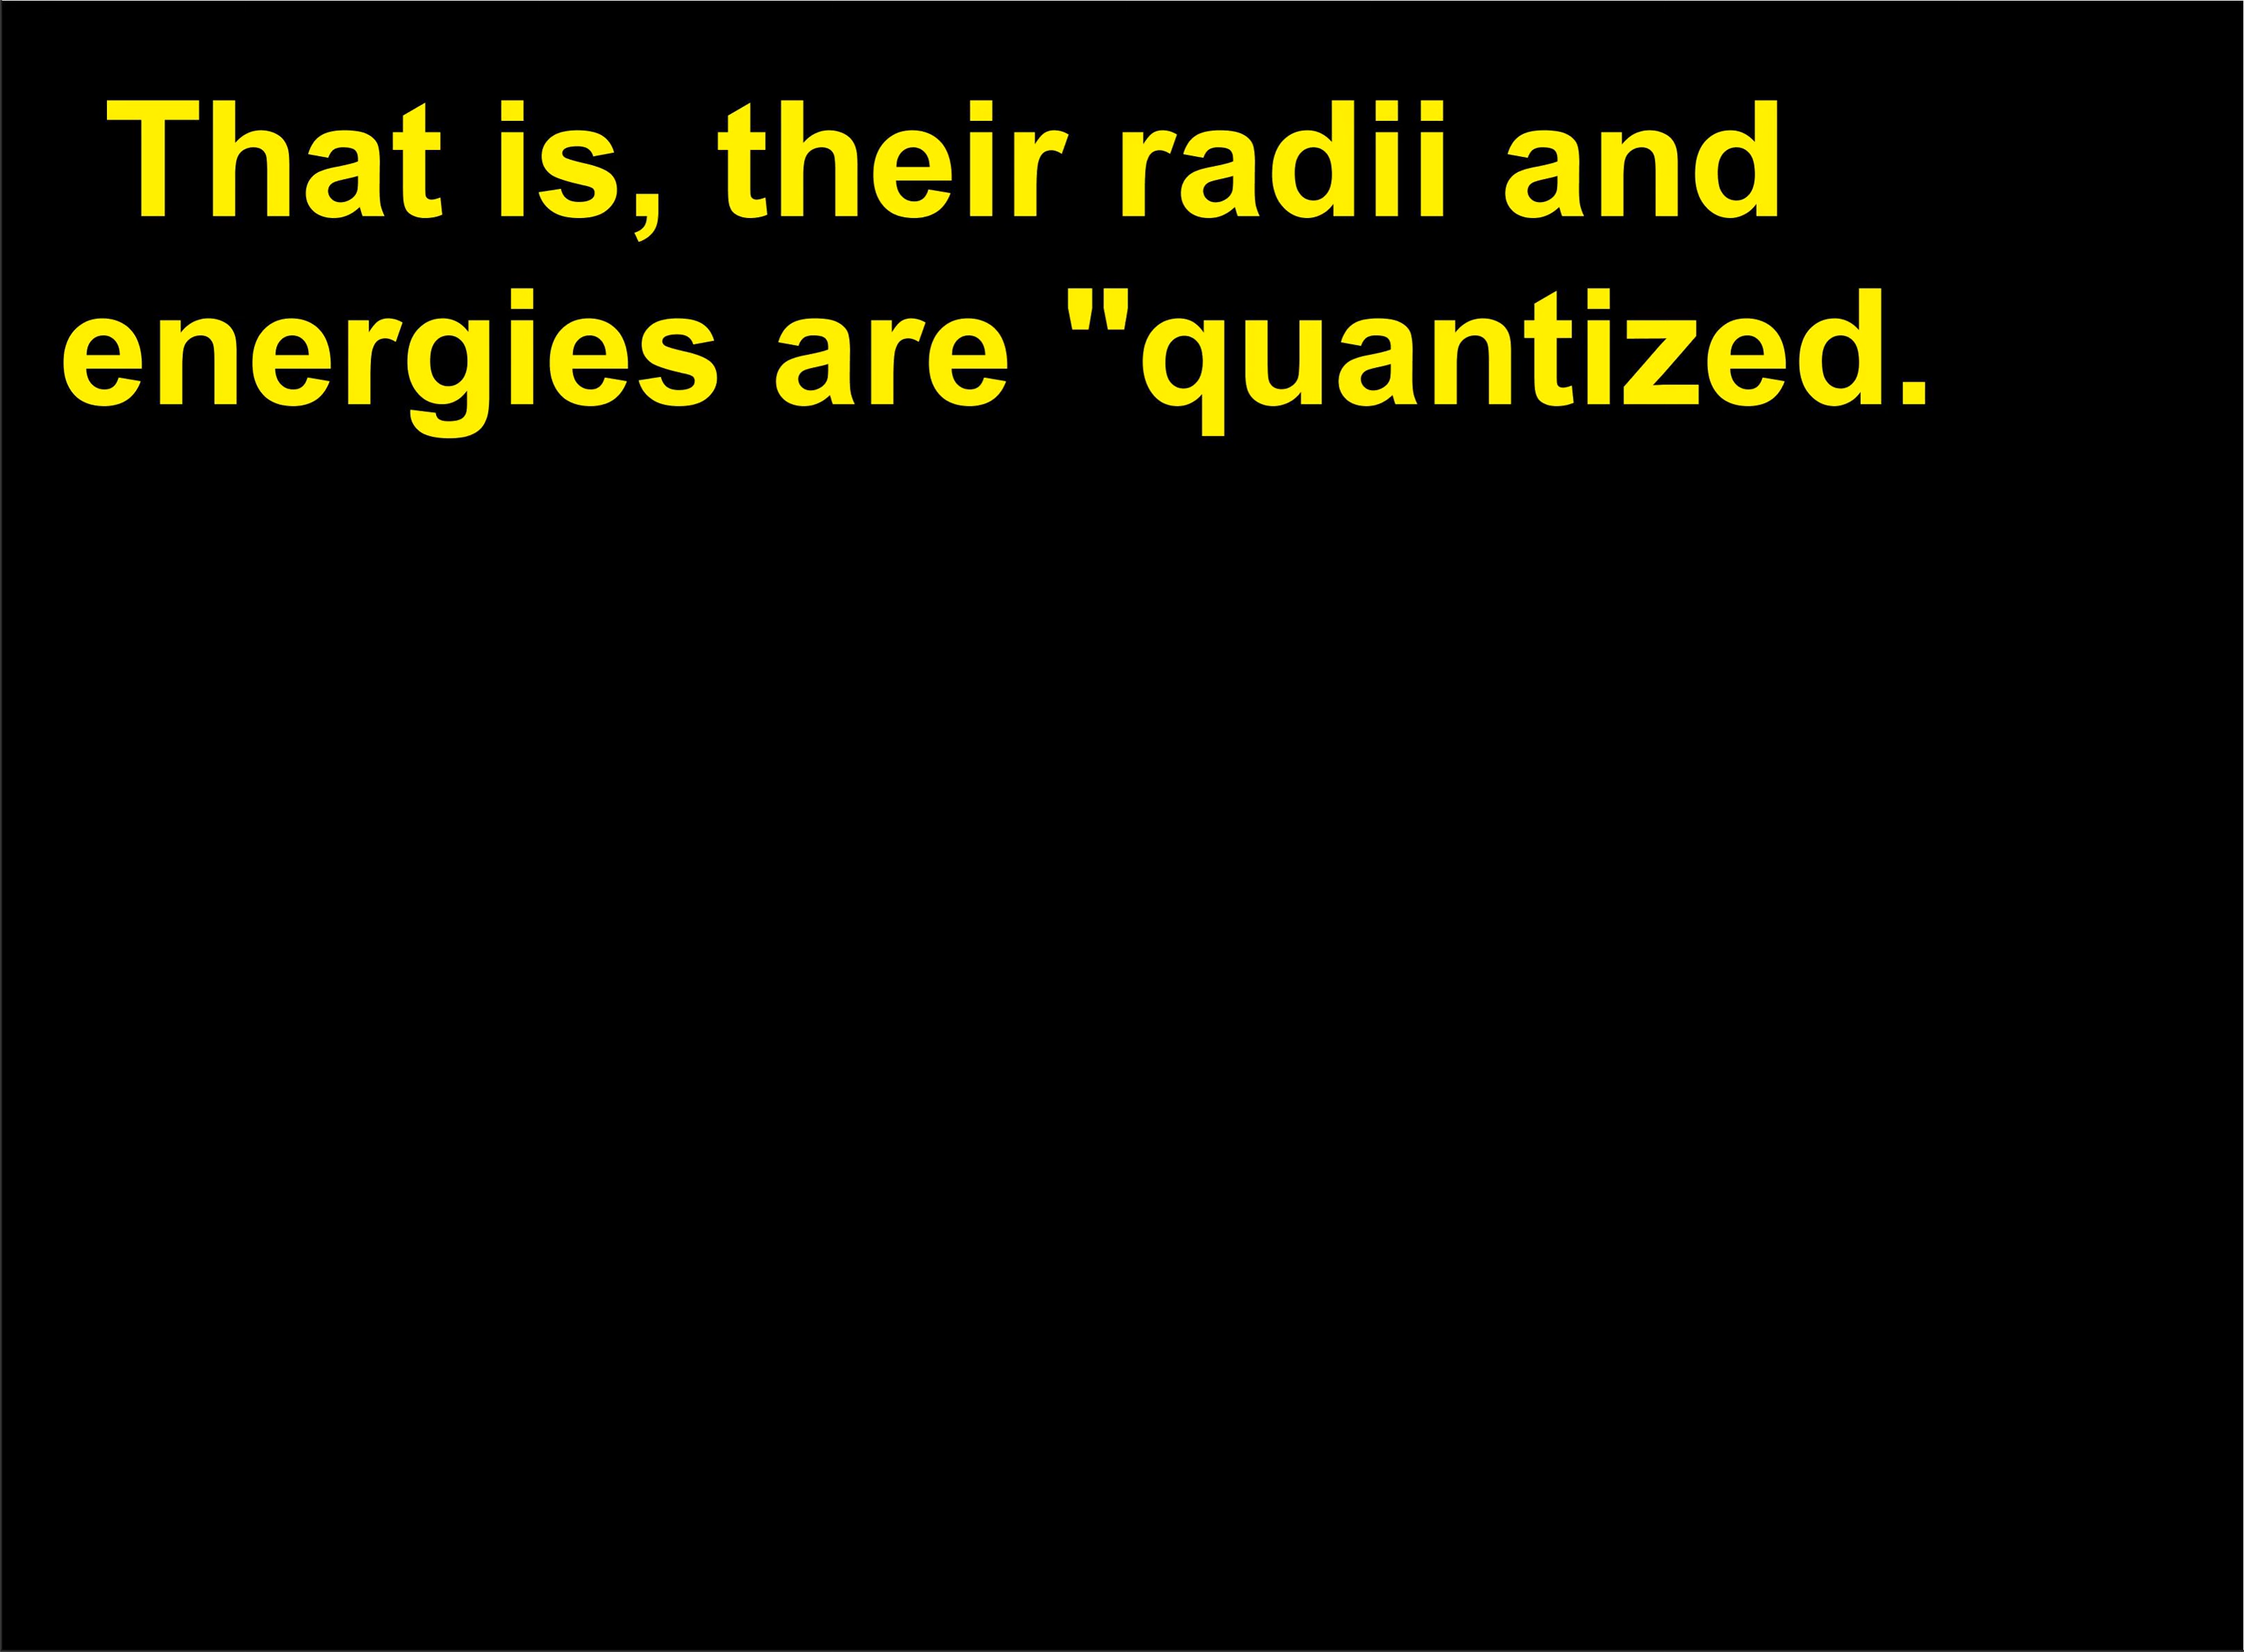 That is, their radii and
energies are "quantized.